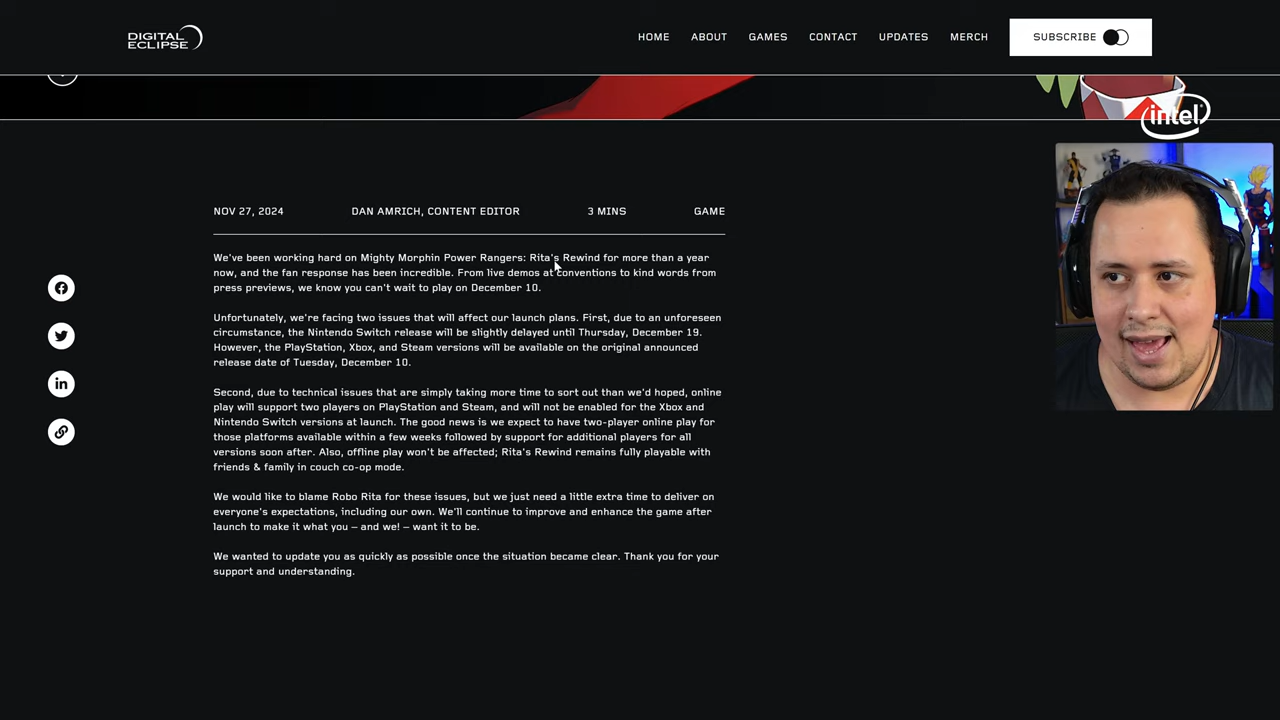 DIGITAL
ECLIPSE
HOME ABOUT GAMES CONTACT UPDATES MERCH SUBSCRIBE
intel
NOV 27, 2024 DAN AMRICH, CONTENT EDITOR 3 MINS GAME
We've been working hard on Mighty Morphin Power Rangers: Rita's Rewind for more than a year
now, and the fan response has been incredible. From live demos at conventions to kind words from
press previews, we know you can't wait to play on December 10.
Unfortunately, we're facing two issues that will affect our launch plans. First, due to an unforeseen
circumstance, the Nintendo Switch release will be slightly delayed until Thursday, December 19.
However, the PlayStation, Xbox, and Steam versions will be available on the original announced
release date of Tuesday, December 10.
Second, due to technical issues that are simply taking more time to sort out than we'd hoped, online
play will support two players on PlayStation and Steam, and will not be enabled for the Xbox and
Nintendo Switch versions at launch. The good news is we expect to have two-player online play for
those platforms available within a few weeks followed by support for additional players for all
versions soon after. Also, offline play won't be affected; Rita's Rewind remains fully playable with
friends & family in couch co-op mode.
We would like to blame Robo Rita for these issues, but we just need a little extra time to deliver on
everyone's expectations, including our own. We'll continue to improve and enhance the game after
launch to make it what you – and we! – want it to be.
We wanted to update you as quickly as possible once the situation became clear. Thank you for your
support and understanding.